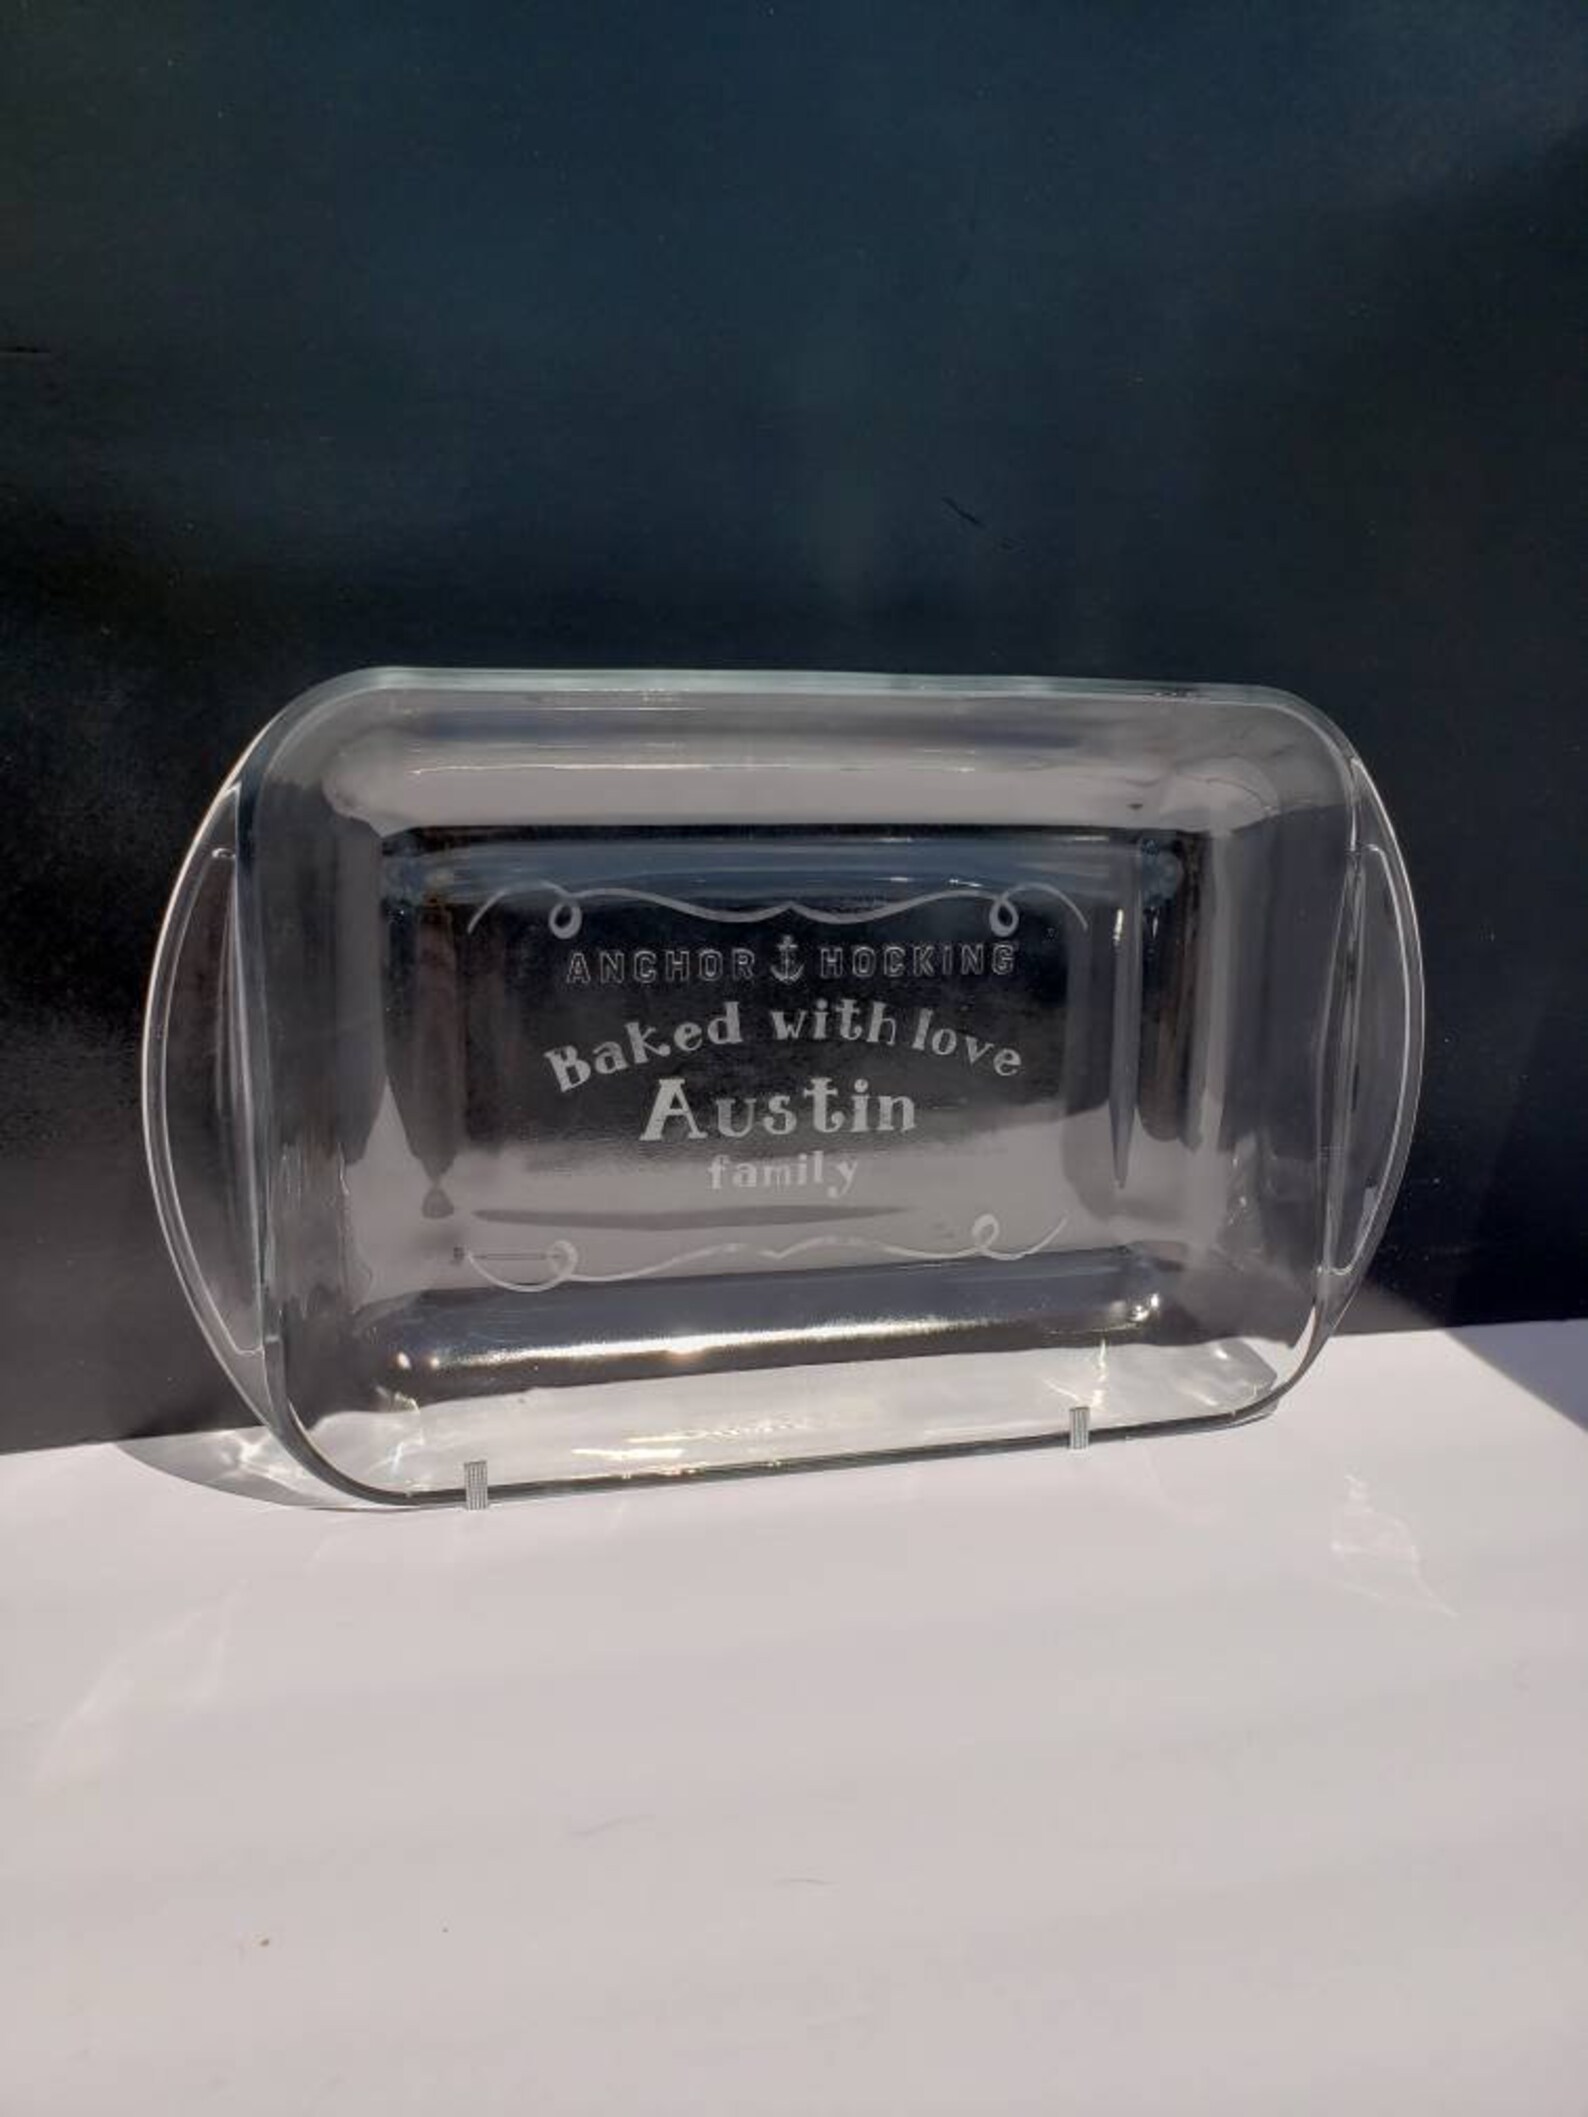 ANCHOR HOCKING
Baked with love
Austin
family